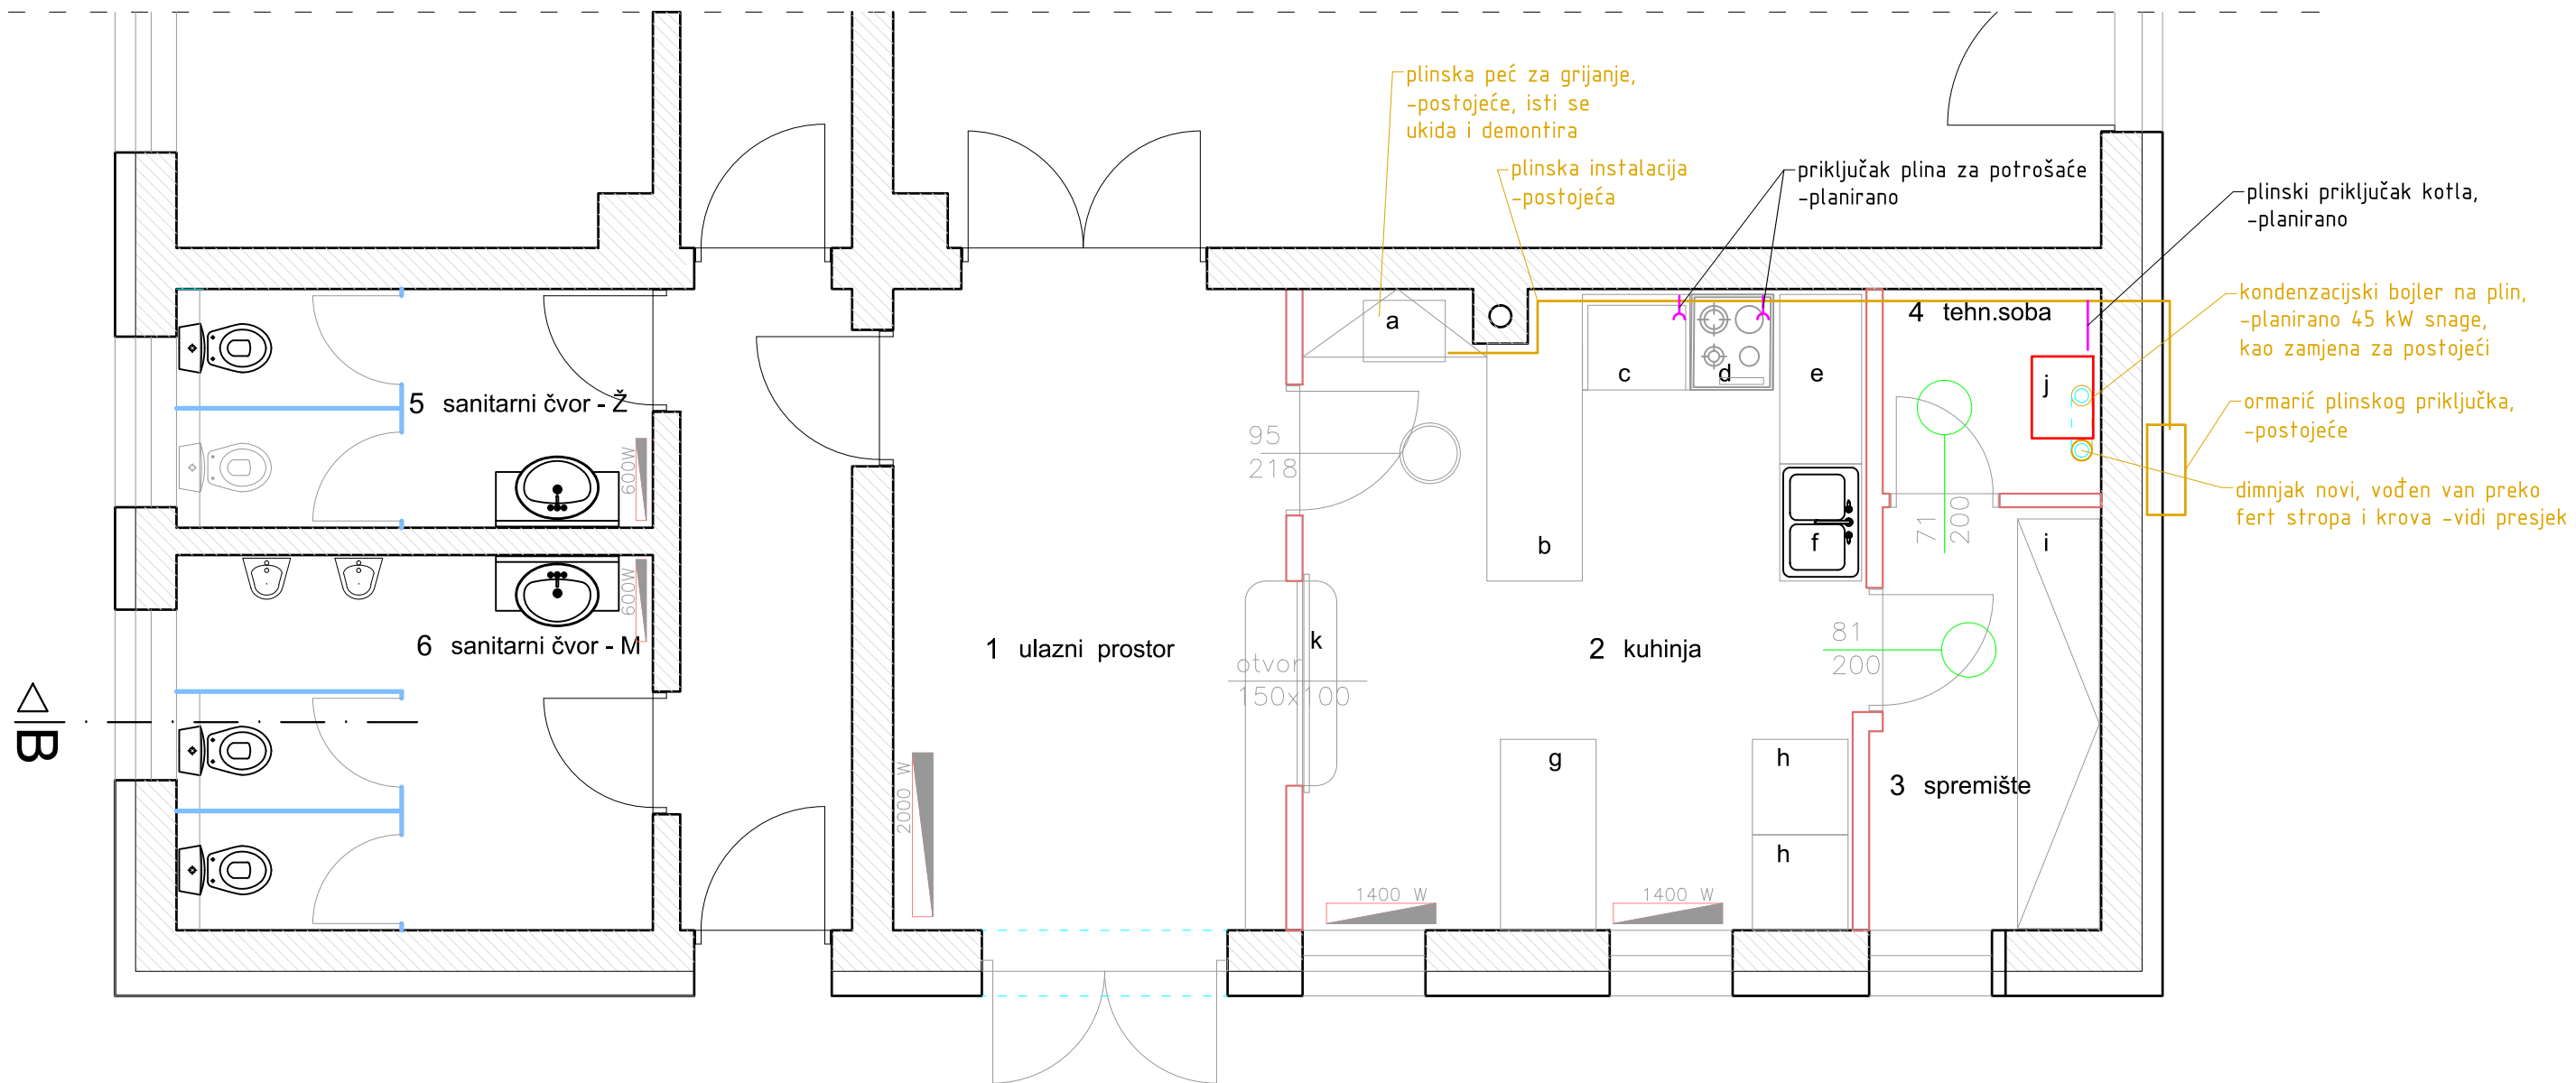 plinska peć za grijanje,
-postojeće, isti se
ukida i demontira
plinska instalacija
-postojeća
priključak plina za potrošaće
-planirano
plinski priključak kotla,
-planirano
kondenzacijski bojler na plin,
-planirano 45 kW snage,
kao zamjena za postojeći
ormarić plinskog priključka,
-postojeće
dimnjak novi, vođen van preko
fert stropa i krova -vidi presjek
4 tehn.soba
a
c
d
e
j
5 sanitarni čvor - Ž
600W
95
218
71
200
b
f
i
600W
6 sanitarni čvor - M
1 ulazni prostor
k
otvor
150x100
2 kuhinja
81
200
B
g
h
h
3 spremište
2000 W
1400 W
1400 W